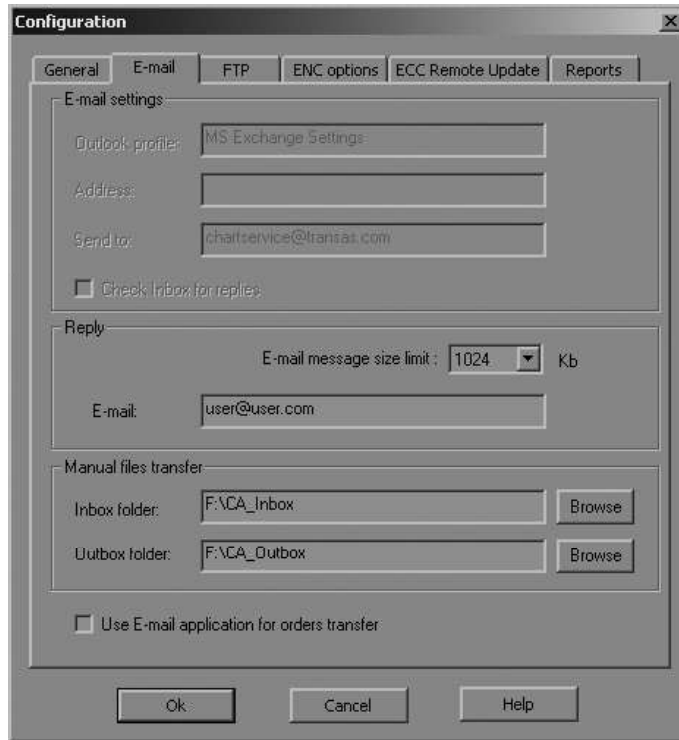 Configuration
General E-mail FTP ENC options ECC Remote Update Reports
E-mail settings
Outlook profile: MS Exchange Settings
Address:
Send to: chartservice@transas.com
Check Inbox for replies
Reply
E-mail message size limit : 1024 Kb
E-mail: user@user.com
Manual files transfer
Inbox folder: F:\CA_Inbox Browse
Outbox folder: F:\CA_Outbox Browse
Use E-mail application for orders transfer
Ok Cancel Help